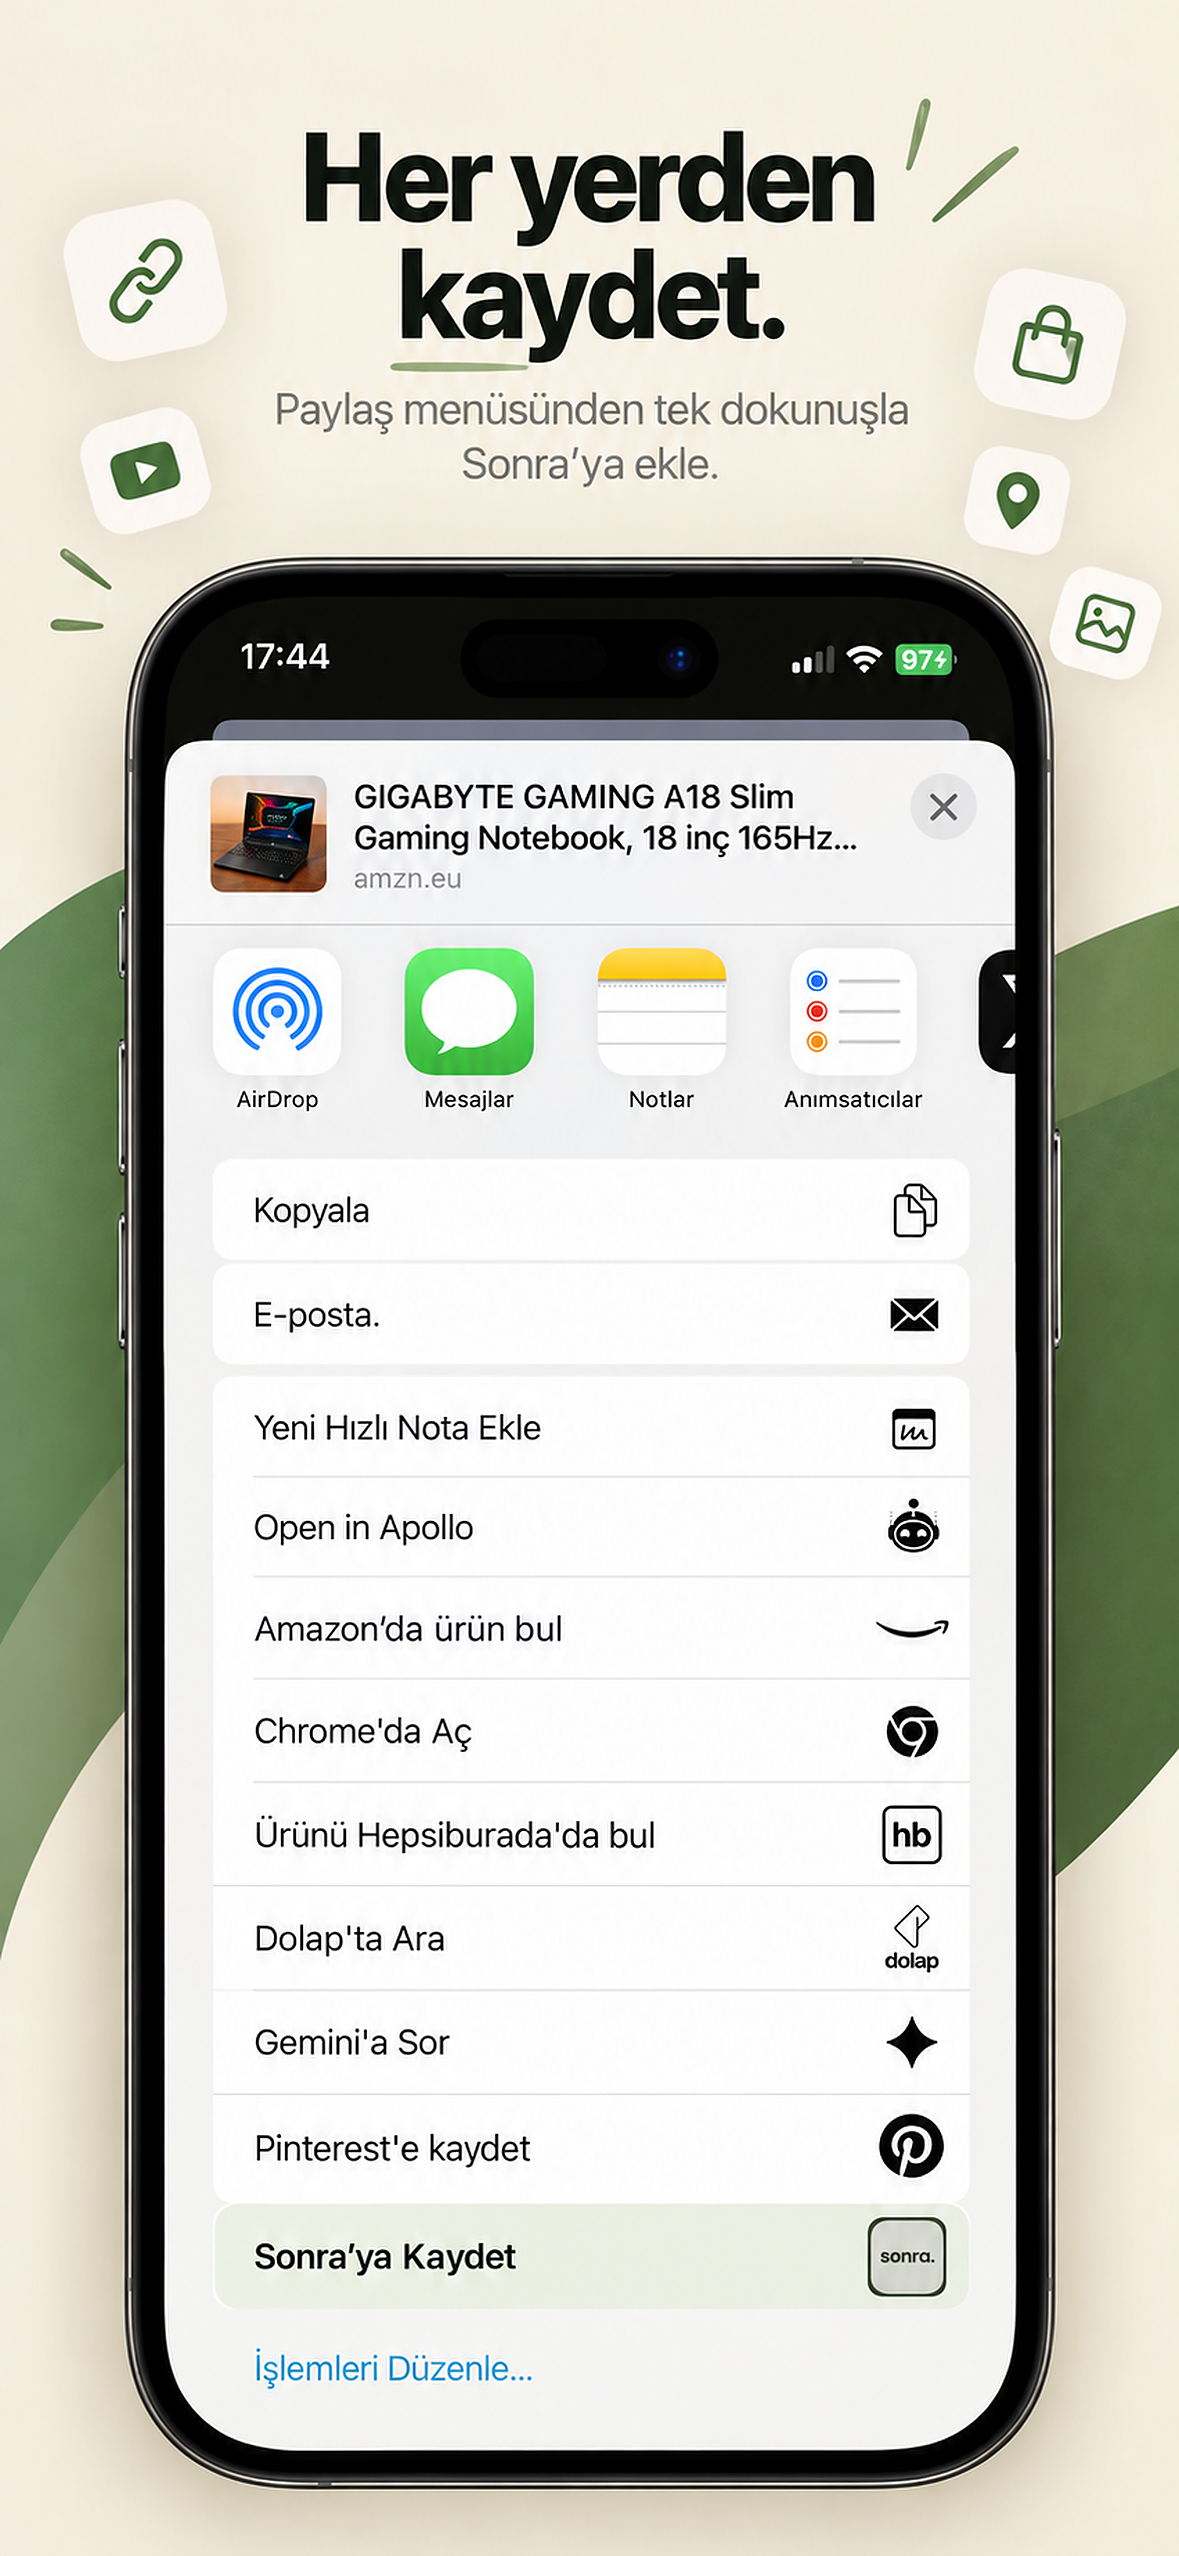 Her yerden
kaydet.
Paylaş menüsünden tek dokunuşla
Sonra’ya ekle.
17:44
97
GIGABYTE GAMING A18 Slim
Gaming Notebook, 18 inç 165Hz...
amzn.eu
AirDrop
Mesajlar
Notlar
Anımsatıcılar
Kopyala
E-posta.
Yeni Hızlı Nota Ekle
Open in Apollo
Amazon’da ürün bul
Chrome'da Aç
Ürünü Hepsiburada'da bul
hb
Dolap'ta Ara
dolap
Gemini'a Sor
Pinterest'e kaydet
Sonra’ya Kaydet
sonra.
İşlemleri Düzenle...